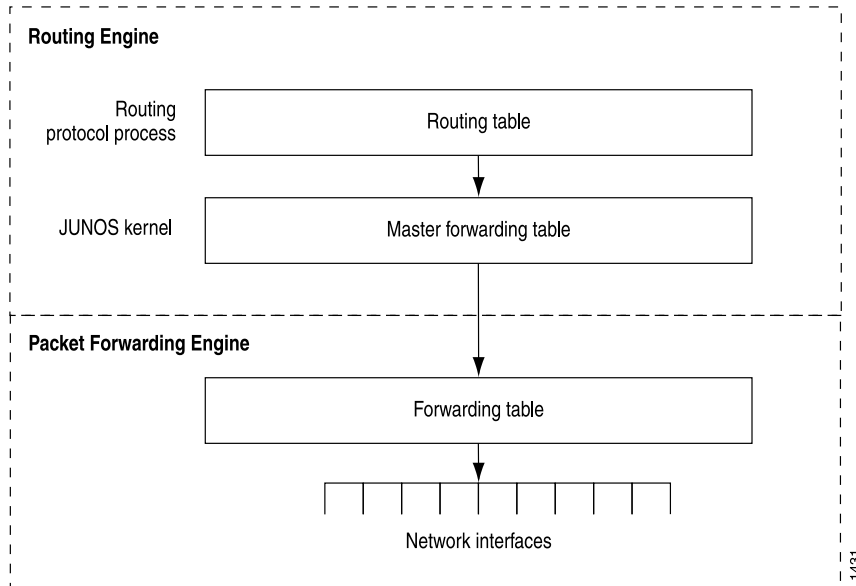 Routing Engine
Routing
protocol process
Routing table
JUNOS kernel
Master forwarding table
Packet Forwarding Engine
Forwarding table
Network interfaces
1431